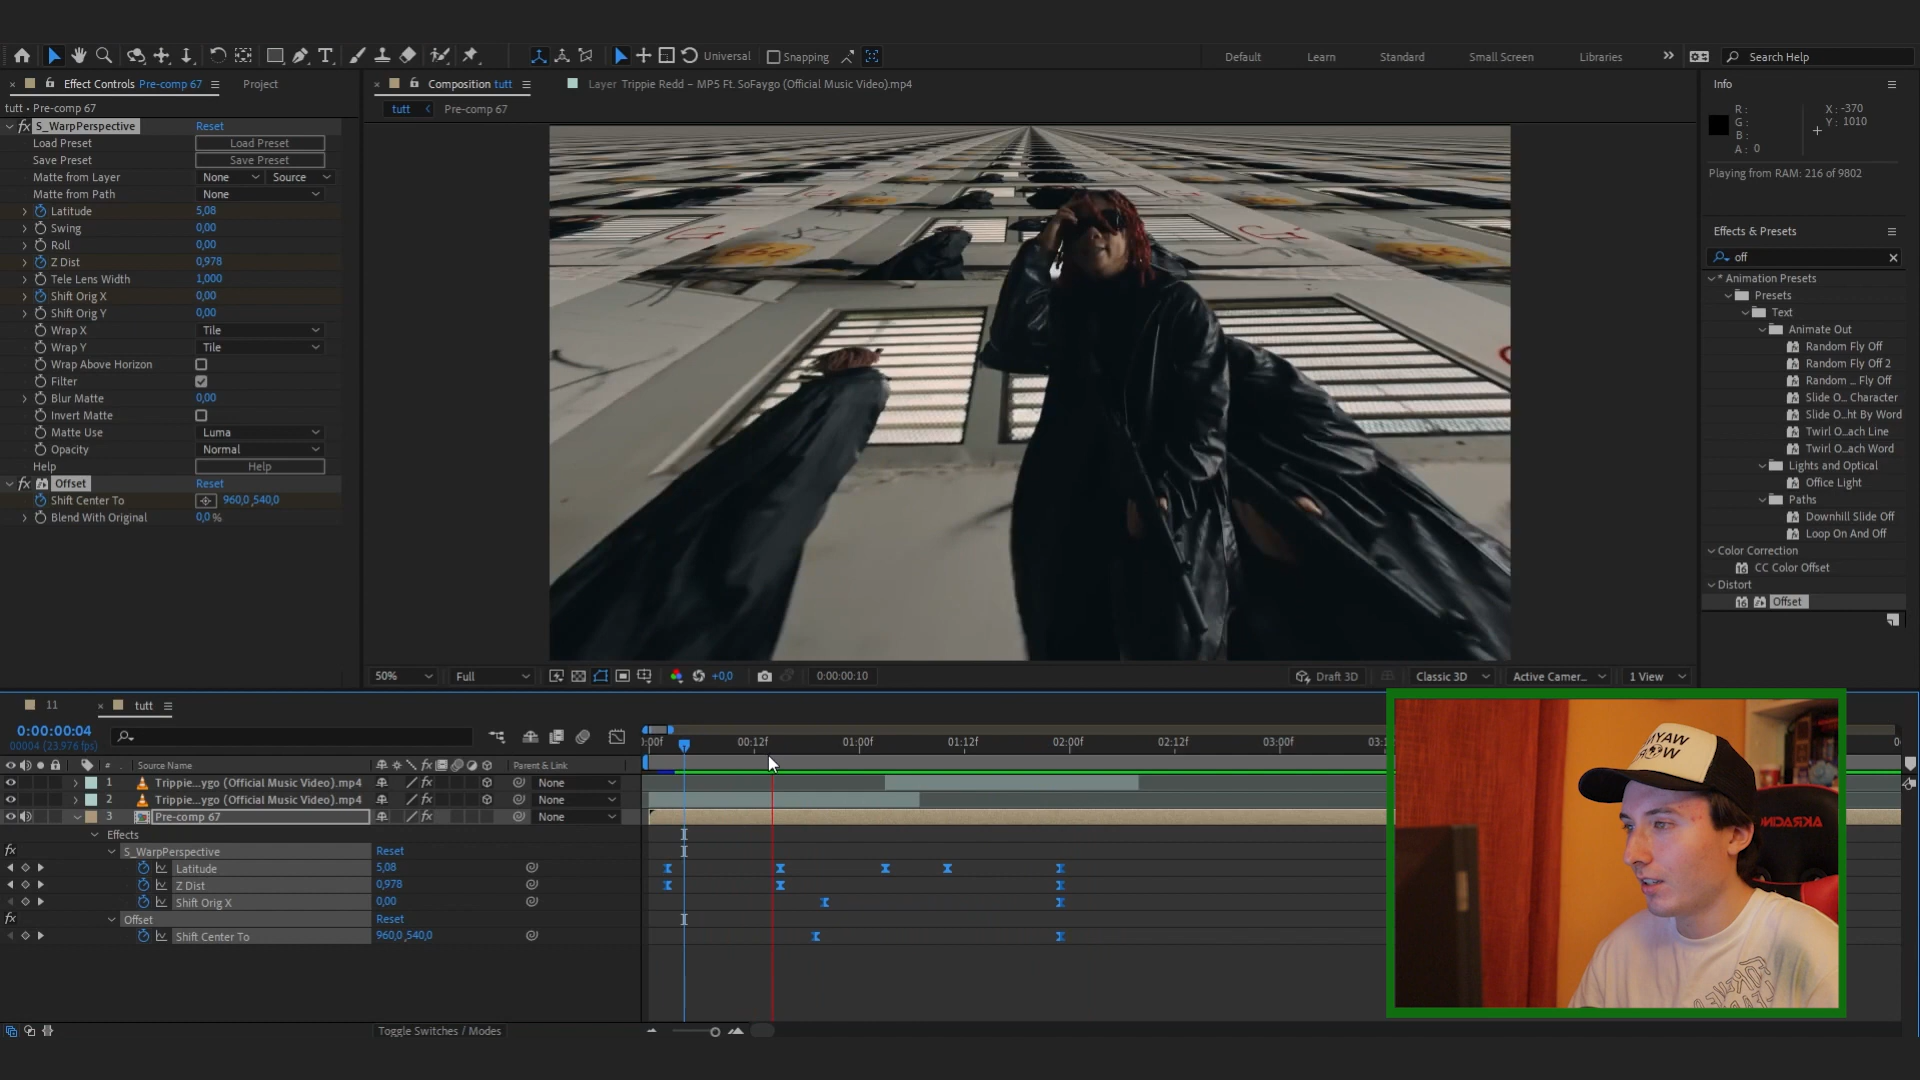 Universal
Snapping
Default
Learn
Standard
Small Screen
Libraries
Search Help
Effect Controls Pre-comp 67
Project
Composition tutt
Layer Trippie Redd – MP5 Ft. SoFaygo (Official Music Video).mp4
Info
tutt • Pre-comp 67
tutt
Pre-comp 67
R :
G :
B :
A : 0
X : -370
Y : 1010
Playing from RAM: 216 of 9802
fx S_WarpPerspective Reset
Load Preset Load Preset
Save Preset Save Preset
Matte from Layer None Source
Matte from Path None
Latitude 5,08
Swing 0,00
Roll 0,00
Z Dist 0,978
Tele Lens Width 1,000
Shift Orig X 0,00
Shift Orig Y 0,00
Wrap X Tile
Wrap Y Tile
Wrap Above Horizon
Filter
Blur Matte 0,00
Invert Matte
Matte Use Luma
Opacity Normal
Help Help
fx Offset Reset
Shift Center To 960,0 ,540,0
Blend With Original 0,0 %
Effects & Presets
off
* Animation Presets
Presets
Text
Animate Out
Random Fly Off
Random Fly Off 2
Random ... Fly Off
Slide O... Character
Slide O...ht By Word
Twirl O...ach Line
Twirl O...ach Word
Lights and Optical
Office Light
Paths
Downhill Slide Off
Loop On And Off
Color Correction
CC Color Offset
Distort
Offset
50%
Full
+0,0
0:00:00:10
Draft 3D
Classic 3D
Active Camer...
1 View
11
tutt
0:00:00:04
00004 (23.976 fps)
:00f 00:12f 01:00f 01:12f 02:00f 02:12f 03:00f
# Source Name
Parent & Link
1 Trippie...ygo (Official Music Video).mp4 None
2 Trippie...ygo (Official Music Video).mp4 None
3 Pre-comp 67 None
Effects
fx S_WarpPerspective Reset
Latitude 5,08
Z Dist 0,978
Shift Orig X 0,00
fx Offset Reset
Shift Center To 960,0 ,540,0
Toggle Switches / Modes
AKRACING